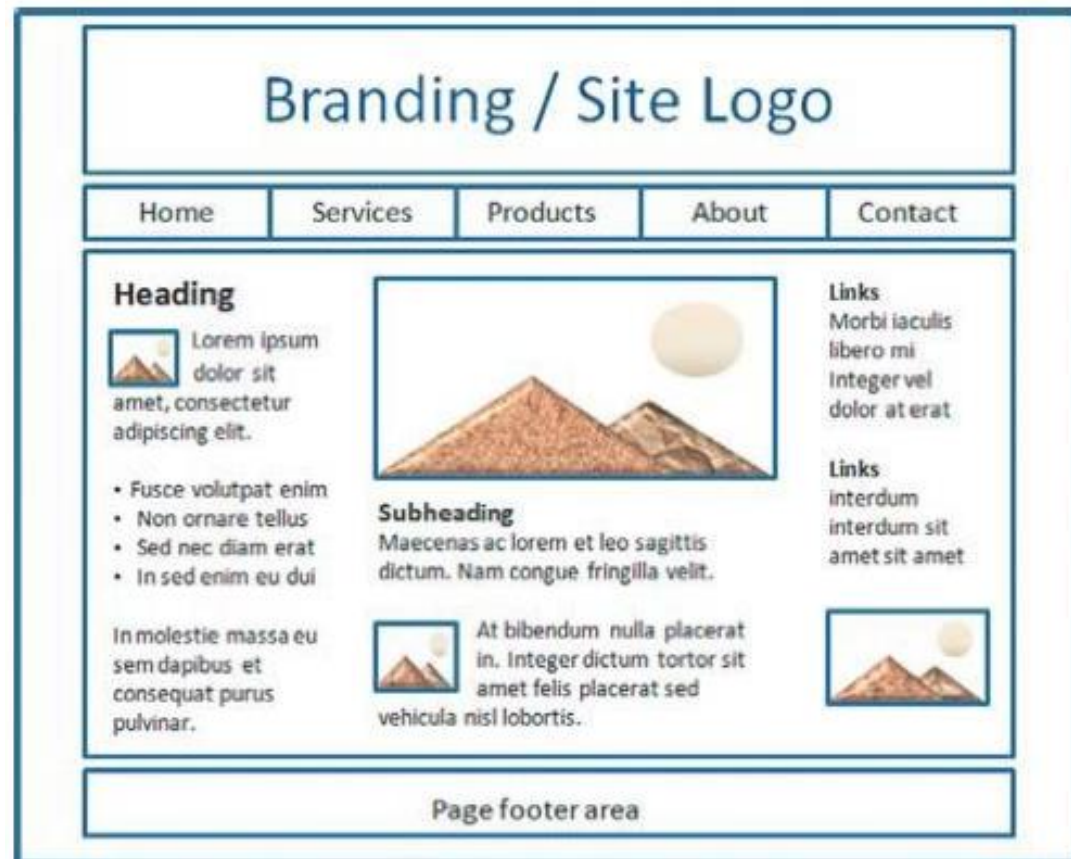 Branding / Site Logo
Home Services Products About Contact
Heading
Lorem ipsum
dolor sit
amet, consectetur
adipiscing elit.
• Fusce volutpat enim
• Non ornare tellus
• Sed nec diam erat
• In sed enim eu dui
In molestie massa eu
sem dapibus et
consequat purus
pulvinar.
Subheading
Maecenas ac lorem et leo sagittis
dictum. Nam congue fringilla velit.
At bibendum nulla placerat
in. Integer dictum tortor sit
amet felis placerat sed
vehicula nisl lobortis.
Links
Morbi iaculis
libero mi
Integer vel
dolor at erat
Links
interdum
interdum sit
amet sit amet
Page footer area